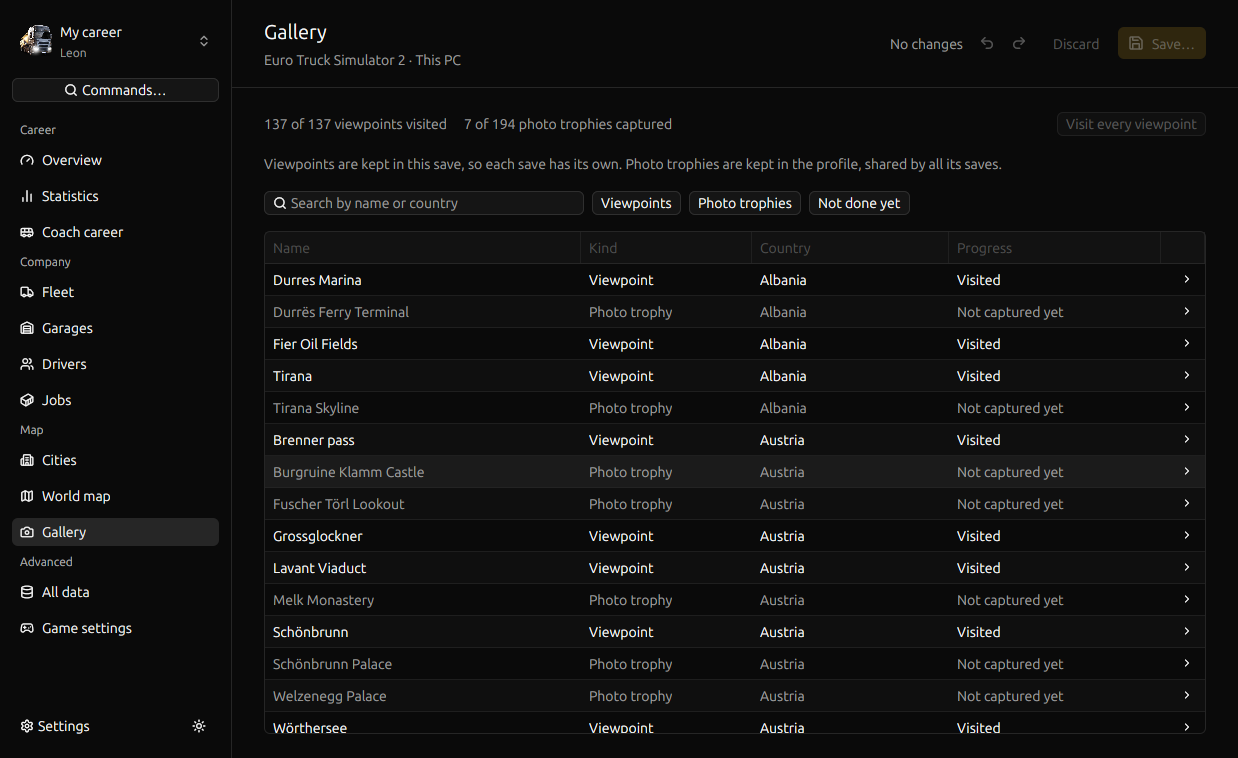 My career
Leon
Commands...
Career
Overview
Statistics
Coach career
Company
Fleet
Garages
Drivers
Jobs
Map
Cities
World map
Gallery
Advanced
All data
Game settings
Settings
Gallery
Euro Truck Simulator 2 · This PC
No changes Discard Save...
137 of 137 viewpoints visited 7 of 194 photo trophies captured Visit every viewpoint
Viewpoints are kept in this save, so each save has its own. Photo trophies are kept in the profile, shared by all its saves.
Search by name or country Viewpoints Photo trophies Not done yet
Name Kind Country Progress
Durres Marina Viewpoint Albania Visited
Durrës Ferry Terminal Photo trophy Albania Not captured yet
Fier Oil Fields Viewpoint Albania Visited
Tirana Viewpoint Albania Visited
Tirana Skyline Photo trophy Albania Not captured yet
Brenner pass Viewpoint Austria Visited
Burgruine Klamm Castle Photo trophy Austria Not captured yet
Fuscher Törl Lookout Photo trophy Austria Not captured yet
Grossglockner Viewpoint Austria Visited
Lavant Viaduct Viewpoint Austria Visited
Melk Monastery Photo trophy Austria Not captured yet
Schönbrunn Viewpoint Austria Visited
Schönbrunn Palace Photo trophy Austria Not captured yet
Welzenegg Palace Photo trophy Austria Not captured yet
Wörthersee Viewpoint Austria Visited